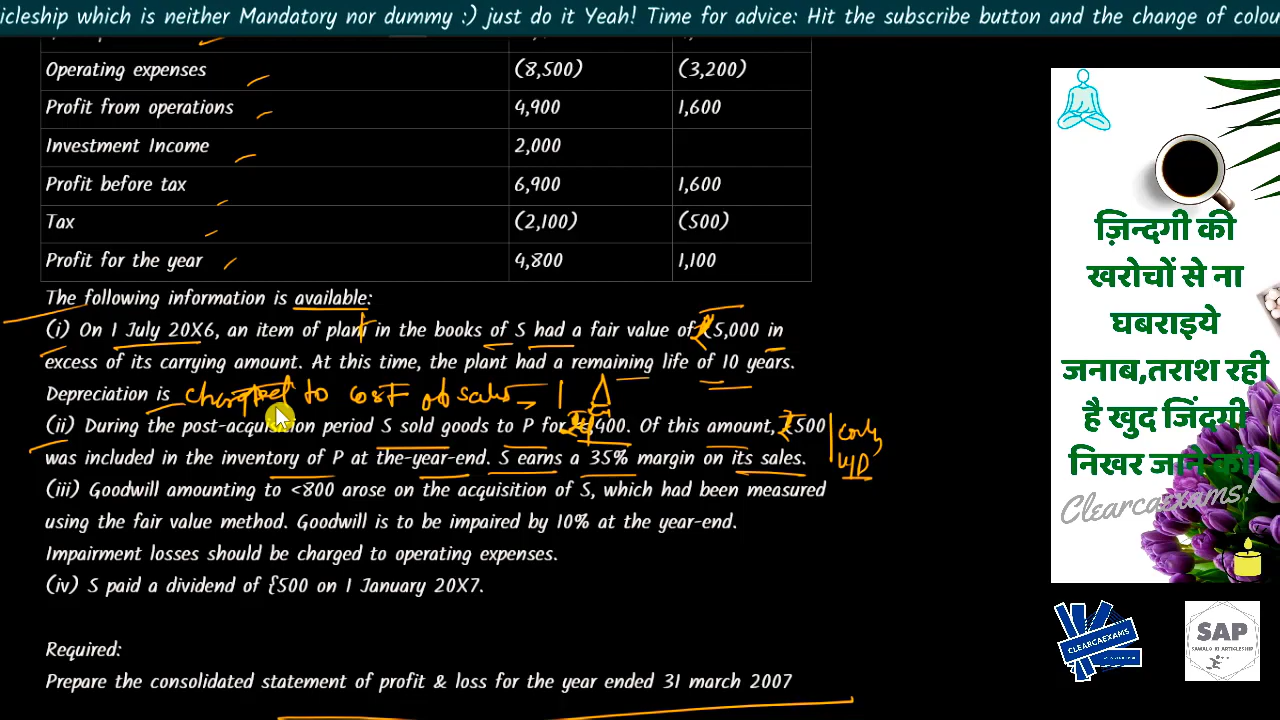 icleship which is neither Mandatory nor dummy :) just do it Yeah! Time for advice: Hit the subscribe button and the change of colou
Operating expenses (8,500) (3,200)
Profit from operations 4,900 1,600
Investment Income 2,000
Profit before tax 6,900 1,600
Tax (2,100) (500)
Profit for the year 4,800 1,100
The following information is available:
(i) On 1 July 20X6, an item of plant in the books of S had a fair value of ₹5,000 in
excess of its carrying amount. At this time, the plant had a remaining life of 10 years.
Depreciation is charged to cost of sales
(ii) During the post-acquisition period S sold goods to P for 400. Of this amount, ₹500
was included in the inventory of P at the-year-end. S earns a 35% margin on its sales.
(iii) Goodwill amounting to <800 arose on the acquisition of S, which had been measured
using the fair value method. Goodwill is to be impaired by 10% at the year-end.
Impairment losses should be charged to operating expenses.
(iv) S paid a dividend of {500 on 1 January 20X7.
Required:
Prepare the consolidated statement of profit & loss for the year ended 31 march 2007
ज़िन्दगी की
खरोचों से ना
घबराइये
जनाब,तराश रही
है खुद जिंदगी
निखर जाने को।
Clearcaexams!
CLEARCAEXAMS
SAP
SAMALO KI ARTICLESHIP